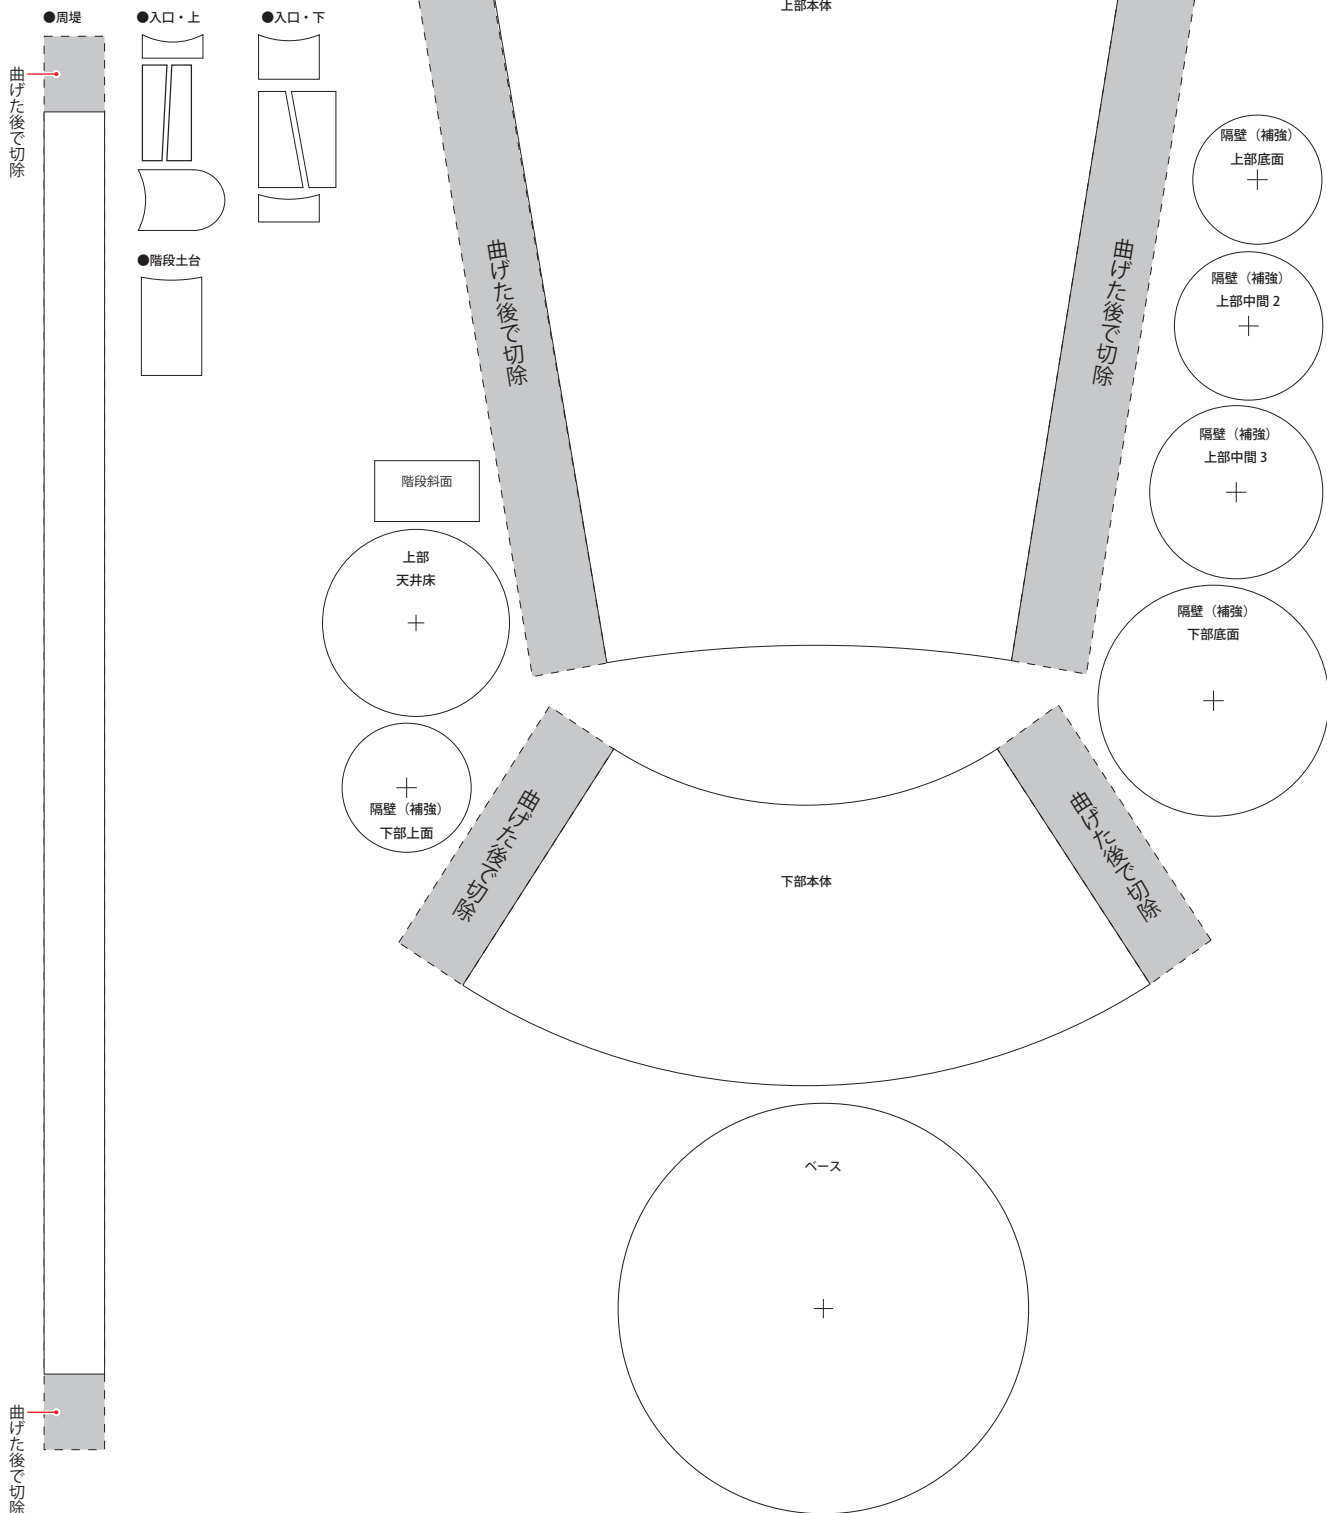 ●周堤
●入口・上
●入口・下
上部本体
曲げた後で切除
●階段土台
曲げた後で切除
曲げた後で切除
隔壁（補強）
上部底面
隔壁（補強）
上部中間 2
隔壁（補強）
上部中間 3
階段斜面
上部
天井床
隔壁（補強）
下部底面
隔壁（補強）
下部上面
曲げた後で切除
曲げた後で切除
下部本体
ベース
曲げた後で切除